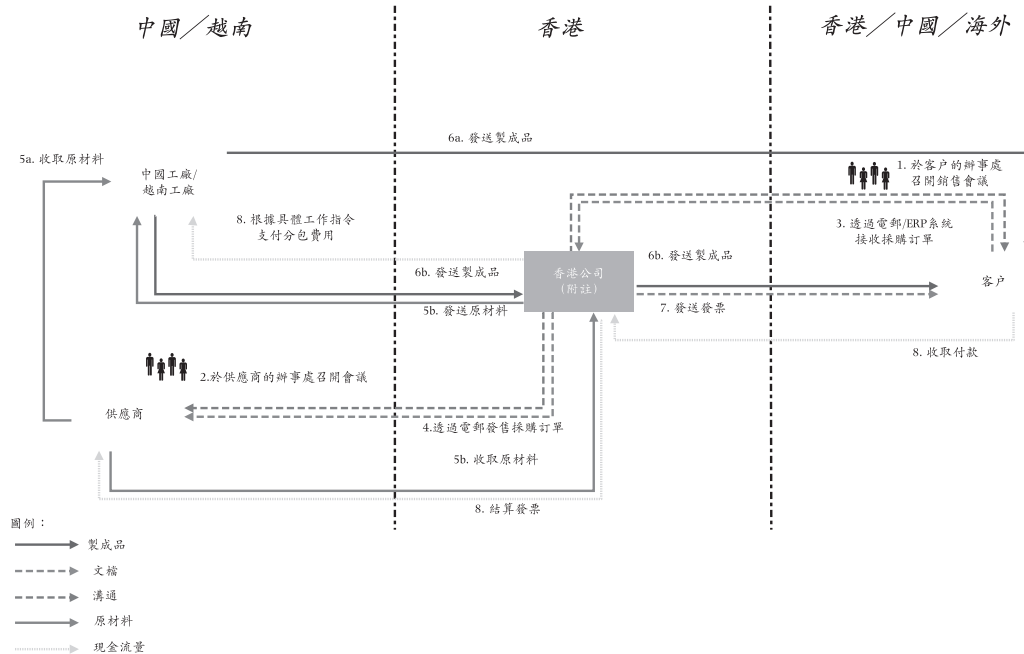 中國／越南
香港
香港／中國／海外
6a. 發送製成品
5a. 收取原材料
中國工廠/
越南工廠
1. 於客户的辦事處
召開銷售會議
8. 根據具體工作指令
支付分包費用
3. 透過電郵/ERP系統
接收採購訂單
6b. 發送製成品
香港公司
（附註）
6b. 發送製成品
客户
5b. 發送原材料
7. 發送發票
8. 收取付款
2.於供應商的辦事處召開會議
供應商
4.透過電郵發售採購訂單
5b. 收取原材料
8. 結算發票
圖例：
製成品
文檔
溝通
原材料
現金流量